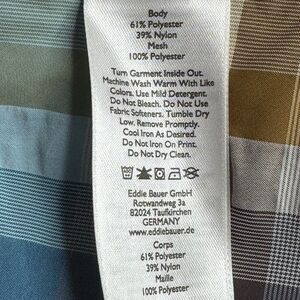 Body
61% Polyester
39% Nylon
Mesh
100% Polyester
Turn Garment Inside Out.
Machine Wash Warm With Like
Colors. Use Mild Detergent.
Do Not Bleach. Do Not Use
Fabric Softeners. Tumble Dry
Low. Remove Promptly.
Cool Iron As Desired.
Do Not Iron On Print.
Do Not Dry Clean.
Eddie Bauer GmbH
Rotwandweg 3a
82024 Taufkirchen
GERMANY
www.eddiebauer.de
Corps
61% Polyester
39% Nylon
Maille
100% Polyester